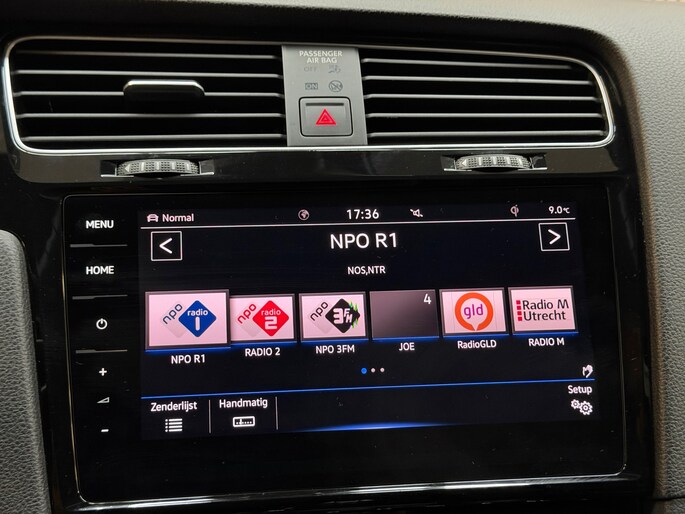 PASSENGER
AIR BAG
OFF
ON
MENU
HOME
+
-
Normal
17:36
9.0°C
<
NPO R1
>
NOS,NTR
npo radio 1
npo radio 2
npo 3FM
4
gld
Radio M
Utrecht
NPO R1
RADIO 2
NPO 3FM
JOE
RadioGLD
RADIO M
Zenderlijst
Handmatig
Setup